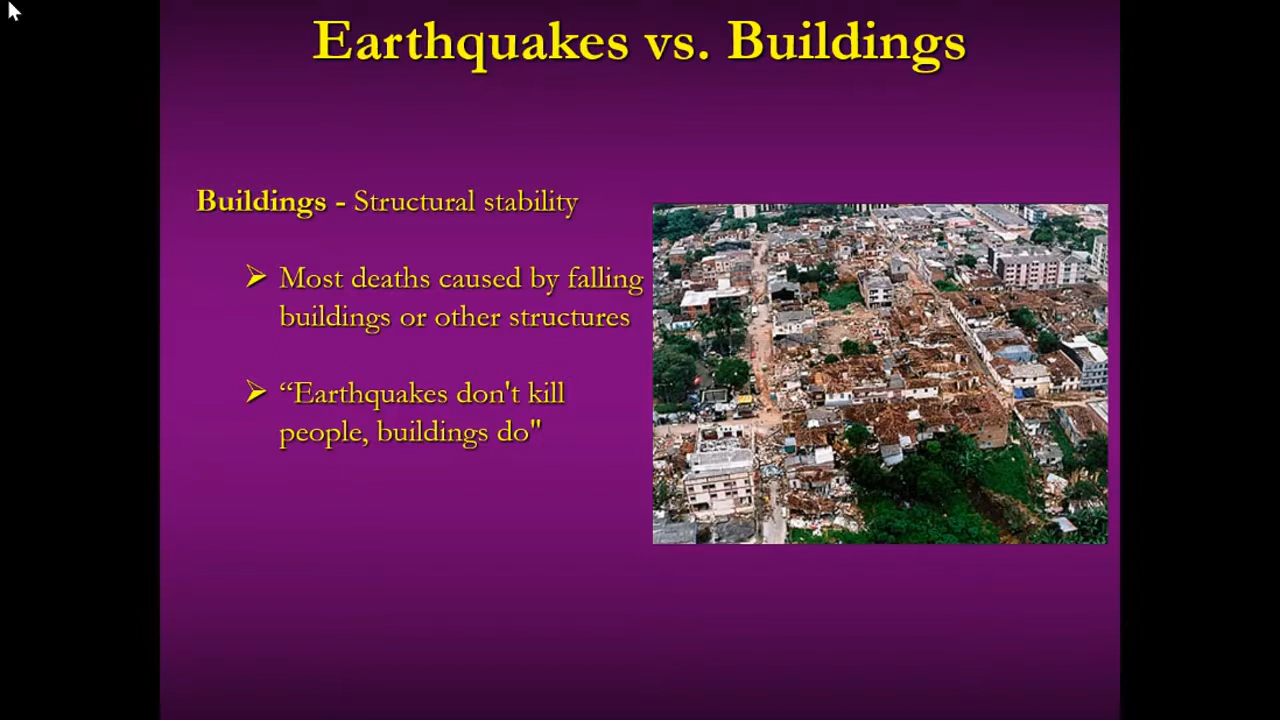 Earthquakes vs. Buildings
Buildings - Structural stability
Most deaths caused by falling
buildings or other structures
“Earthquakes don't kill
people, buildings do"